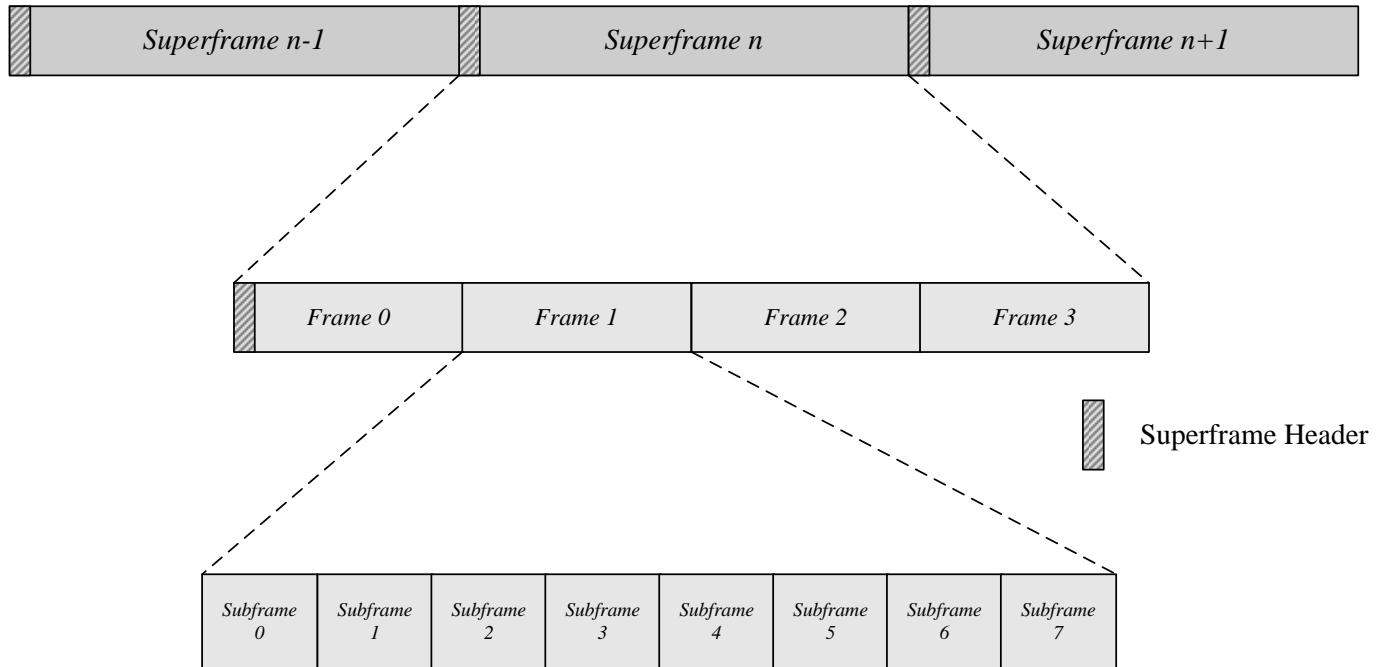 Superframe n-1 Superframe n Superframe n+1
Frame 0 Frame 1 Frame 2 Frame 3
Superframe Header
Subframe Subframe Subframe Subframe Subframe Subframe Subframe Subframe
0 1 2 3 4 5 6 7